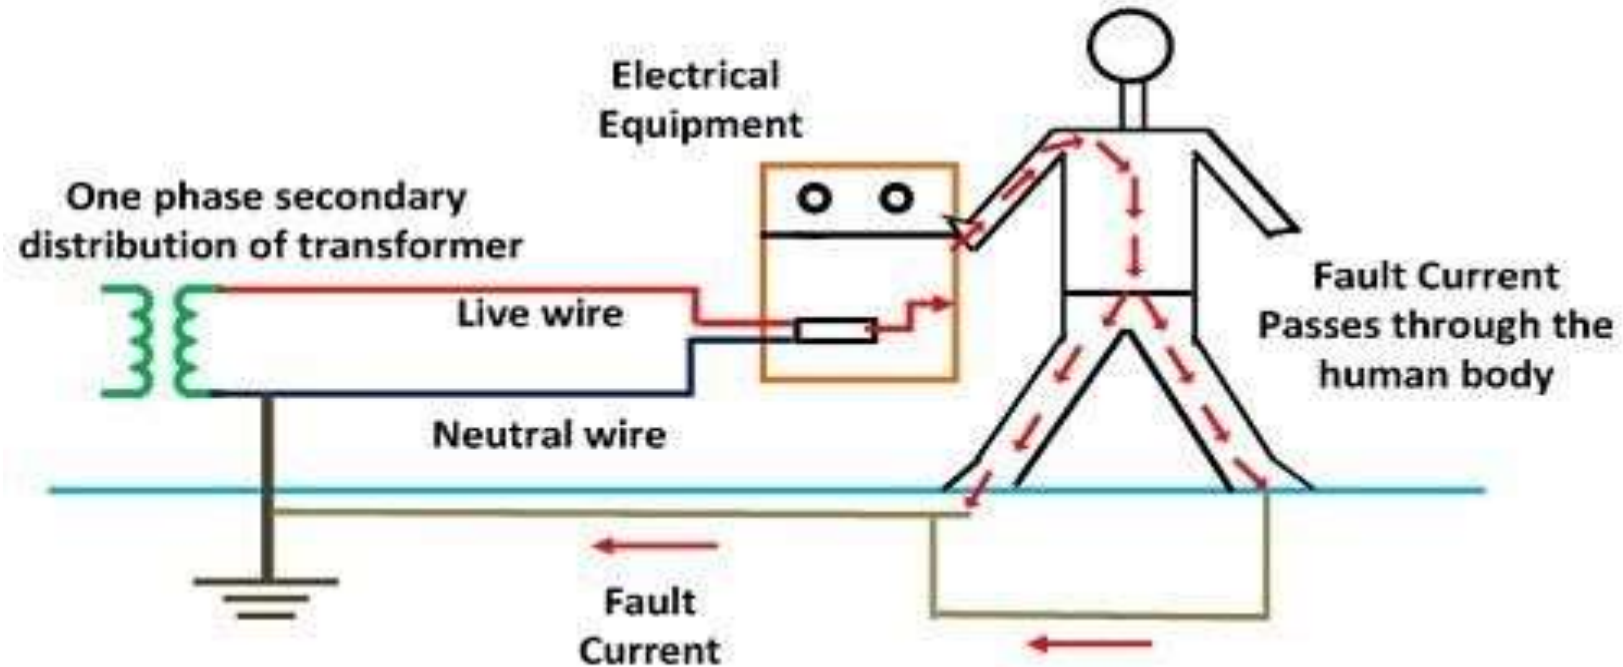 Electrical
Equipment
One phase secondary
distribution of transformer
Live wire
Fault Current
Passes through the
human body
Neutral wire
Fault
Current